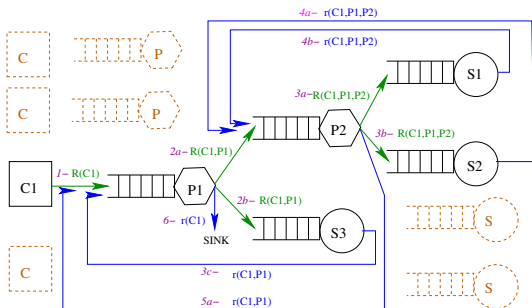 4a- r(C1,P1,P2)
4b- r(C1,P1,P2)
C
P
S1
3a-R(C1,P1,P2)
C
P
P2
3b- R(C1,P1,P2)
2a-R(C1,P1)
S2
1- R(C1)
C1
P1
2b- R(C1,P1)
6- r(C1)
S
SINK
S3
C
3c- r(C1,P1)
S
5a- r(C1,P1)